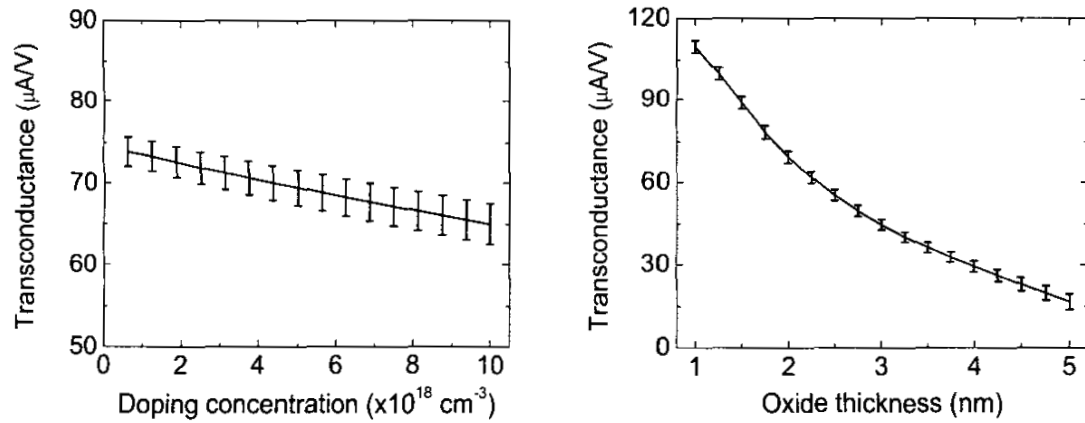 90
80
70
60
50
0 2 4 6 8 10
Transconductance (μA/V)
Doping concentration (x10¹⁸ cm⁻³)
120
90
60
30
0
1 2 3 4 5
Transconductance (μA/V)
Oxide thickness (nm)